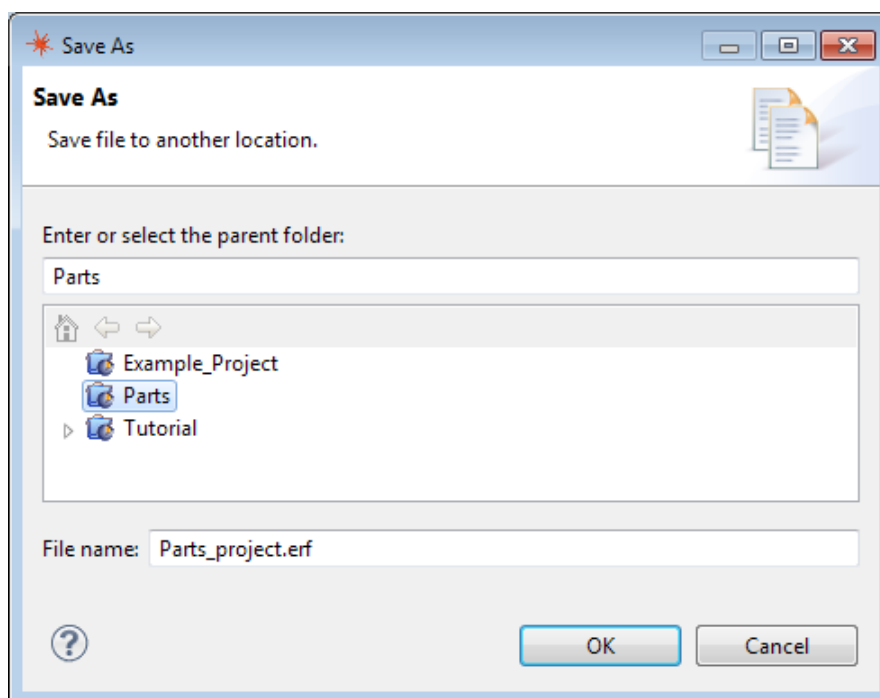 Save As
Save As
Save file to another location.
Enter or select the parent folder:
Parts
Example_Project
Parts
Tutorial
File name: Parts_project.erf
? OK Cancel